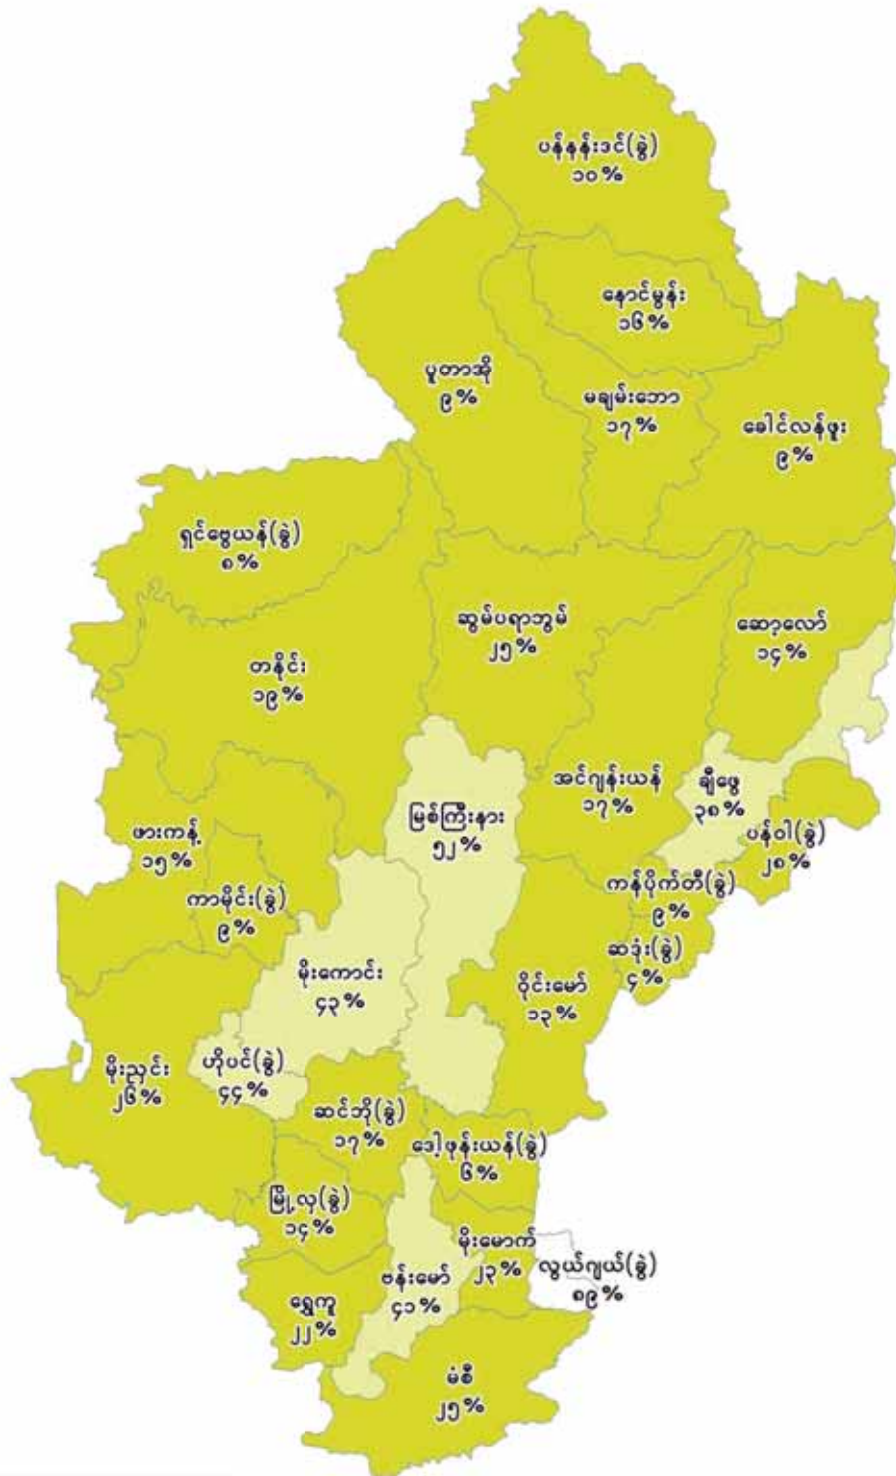 ပန်နန်းဒင်(ခွဲ)
၁၀%
နောင်မွန်း
၁၆%
ပူတာအို
၉%
မချမ်းဘော
၁၇%
ခေါင်လန်ဖူး
၉%
ရှင်ဗွေယန်(ခွဲ)
၈%
ဆွမ်ပရာဘွမ်
၂၅%
ဆော့လော်
၁၄%
တနိုင်း
၁၉%
အင်ဂျန်းယန်
၁၇%
ချီဖွေ
၃၈%
မြစ်ကြီးနား
၅၂%
ဖားကန့်
၁၅%
ပန်ဝါ(ခွဲ)
၂၈%
ကန်ပိုက်တီ(ခွဲ)
၉%
ကာမိုင်း(ခွဲ)
၉%
ဆဒုံး(ခွဲ)
၄%
မိုးကောင်း
၄၃%
ဝိုင်းမော်
၁၃%
ဟိုပင်(ခွဲ)
၄၄%
မိုးညှင်း
၂၆%
ဆင်ဘို(ခွဲ)
၁၇%
ဒေါ့ဖုန်းယန်(ခွဲ)
၆%
မြို့လှ(ခွဲ)
၁၄%
မိုးမောက်
၂၃%
လွယ်ဂျယ်(ခွဲ)
၈၉%
ဗန်းမော်
၄၁%
ရွှေကူ
၂၂%
မံစီ
၂၅%